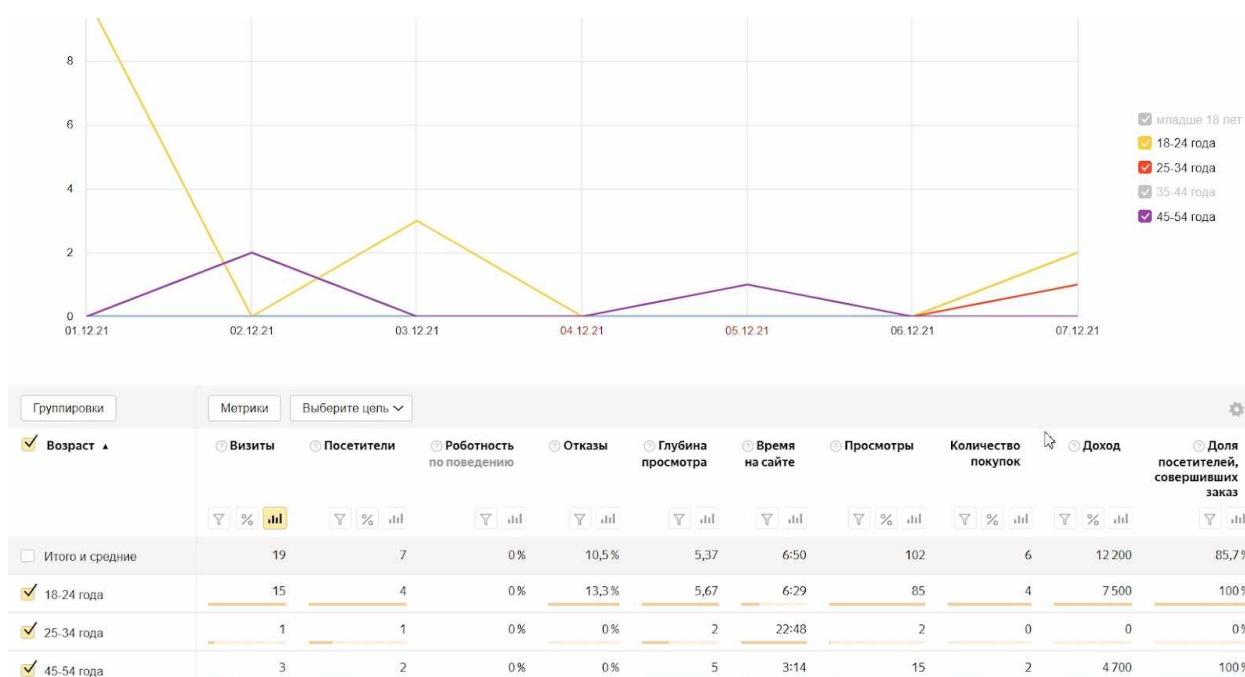 8
6
4
2
0
01.12.21 02.12.21 03.12.21 04.12.21 05.12.21 06.12.21 07.12.21
младше 18 лет
18-24 года
25-34 года
35-44 года
45-54 года
Группировки Метрики Выберите цель
Возраст ▲ Визиты Посетители Роботность по поведению Отказы Глубина просмотра Время на сайте Просмотры Количество покупок Доход Доля посетителей, совершивших заказ
% % % % %
Итого и средние 19 7 0 % 10,5 % 5,37 6:50 102 6 12 200 85,7 %
18-24 года 15 4 0 % 13,3 % 5,67 6:29 85 4 7 500 100 %
25-34 года 1 1 0 % 0 % 2 22:48 2 0 0 0 %
45-54 года 3 2 0 % 0 % 5 3:14 15 2 4 700 100 %